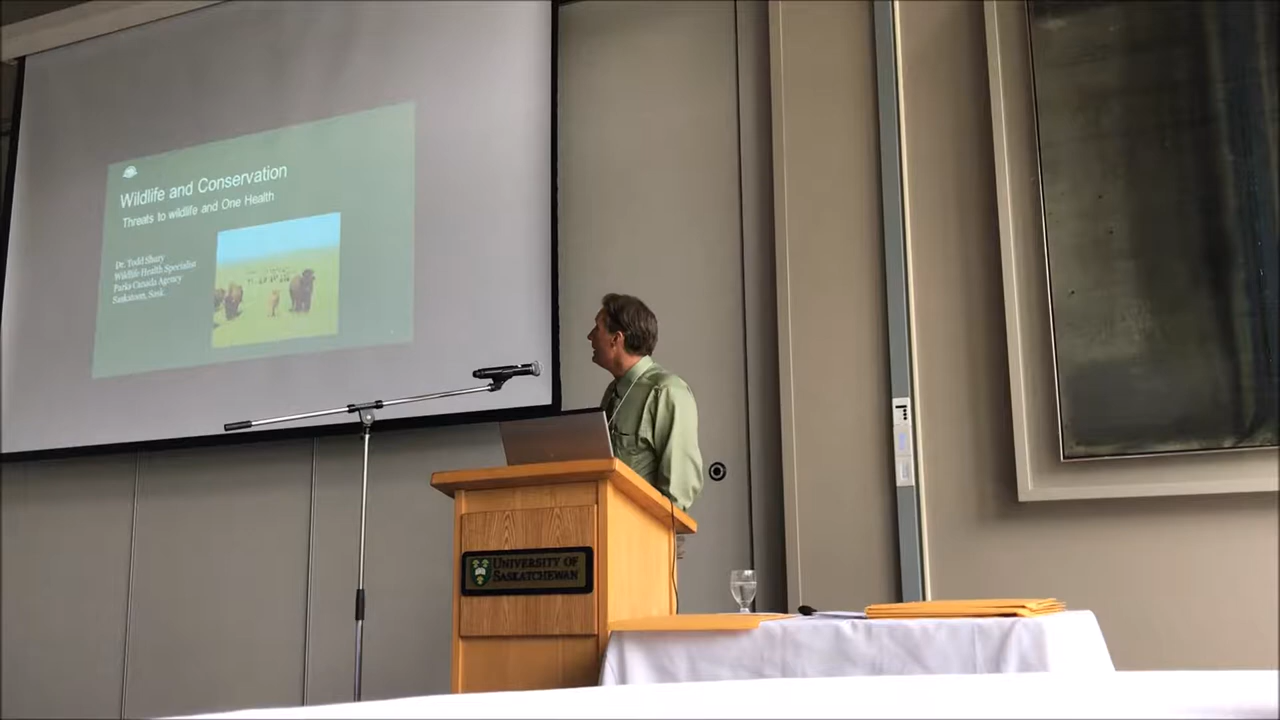 Wildlife and Conservation
Threats to wildlife and One Health
Dr. Todd Shury
Wildlife Health Specialist
Parks Canada Agency
Saskatoon, Sask.
UNIVERSITY OF
SASKATCHEWAN